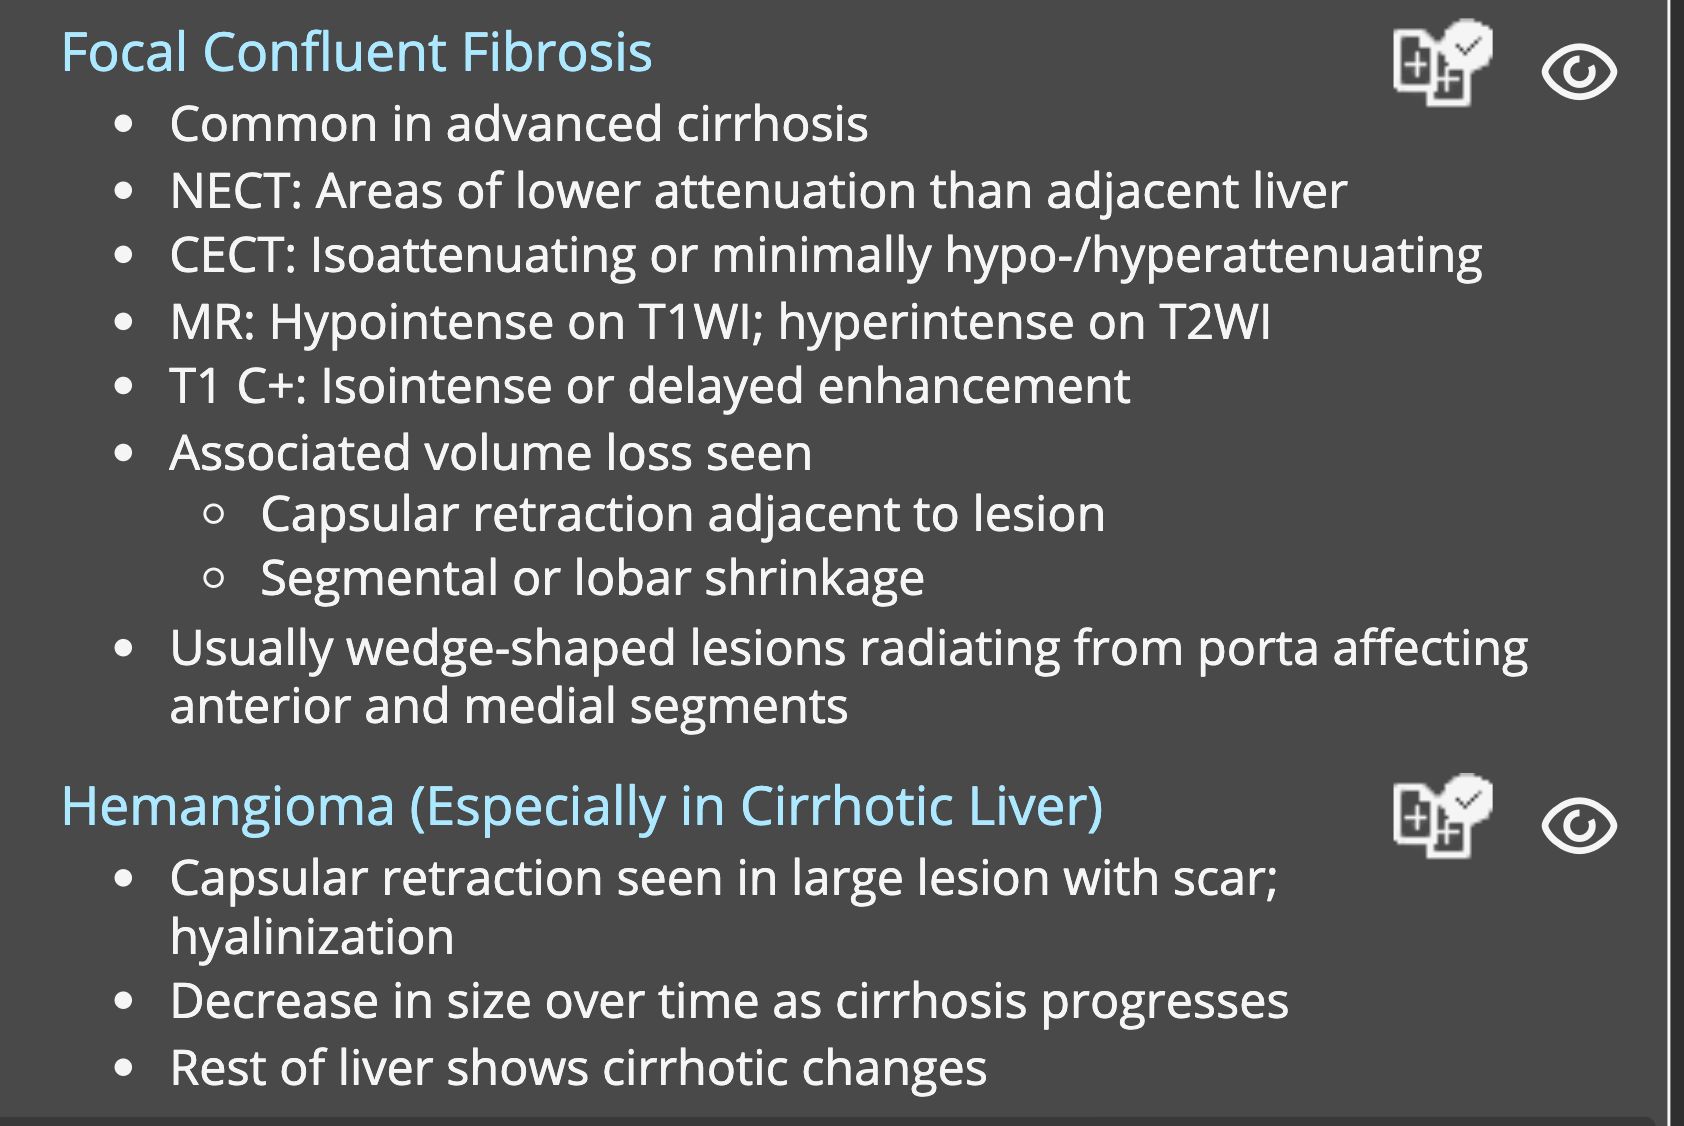 Focal Confluent Fibrosis
• Common in advanced cirrhosis
• NECT: Areas of lower attenuation than adjacent liver
• CECT: Isoattenuating or minimally hypo-/hyperattenuating
• MR: Hypointense on T1WI; hyperintense on T2WI
• T1 C+: Isointense or delayed enhancement
• Associated volume loss seen
○ Capsular retraction adjacent to lesion
○ Segmental or lobar shrinkage
• Usually wedge-shaped lesions radiating from porta affecting
anterior and medial segments
Hemangioma (Especially in Cirrhotic Liver)
• Capsular retraction seen in large lesion with scar;
hyalinization
• Decrease in size over time as cirrhosis progresses
• Rest of liver shows cirrhotic changes